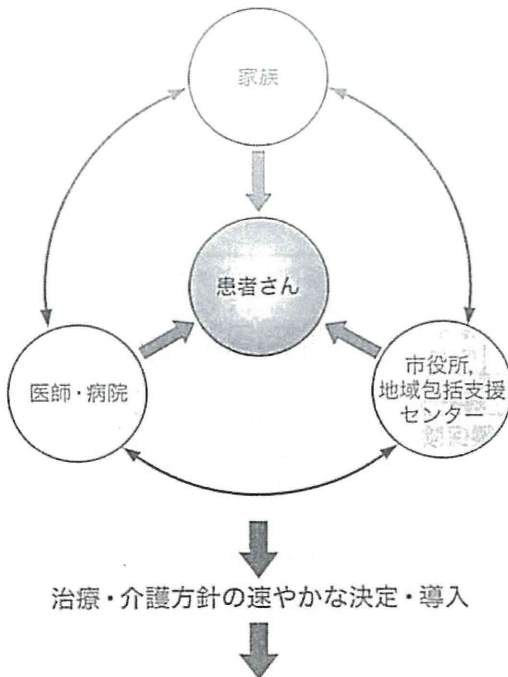 家族
患者さん
医師・病院
市役所,
地域包括支援
センター
治療・介護方針の速やかな決定・導入